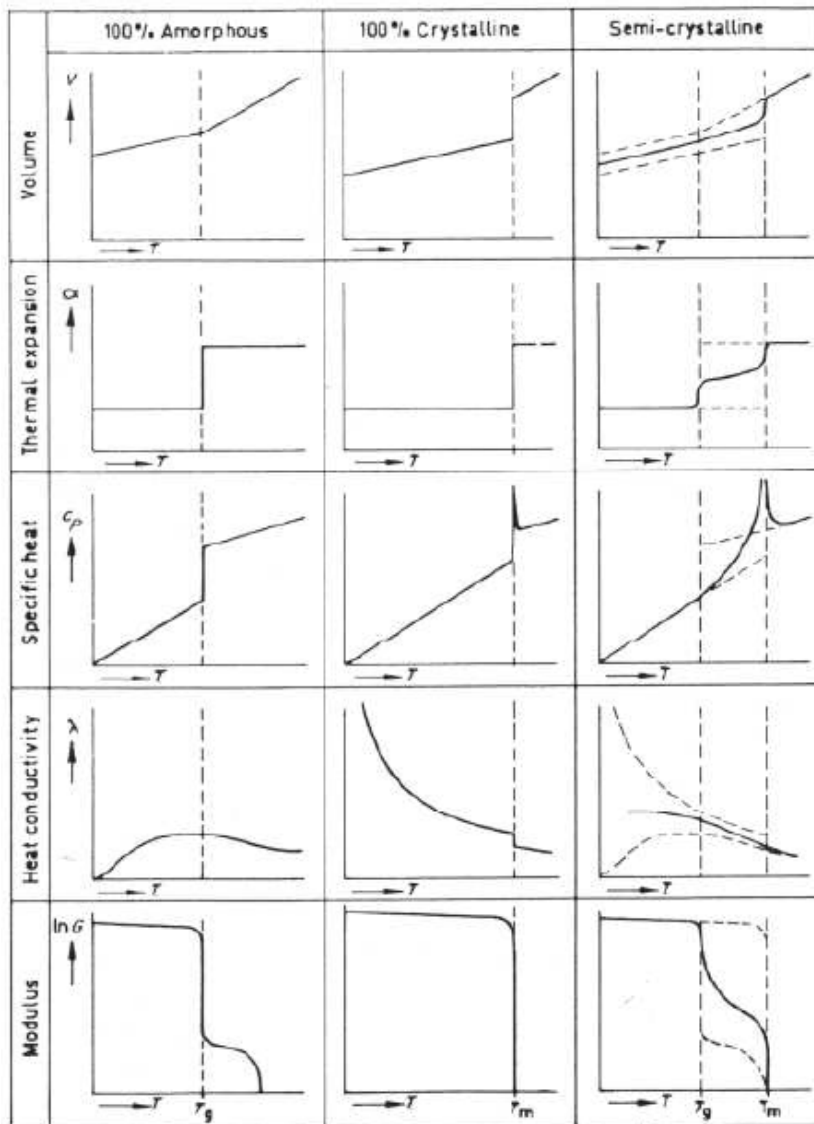 100% Amorphous 100% Crystalline Semi-crystalline
Volume
V
T T T
Thermal expansion
α
T T T
Specific heat
Cp
T T T
Heat conductivity
λ
T T T
Modulus
ln G
T Tg T Tm T Tg Tm